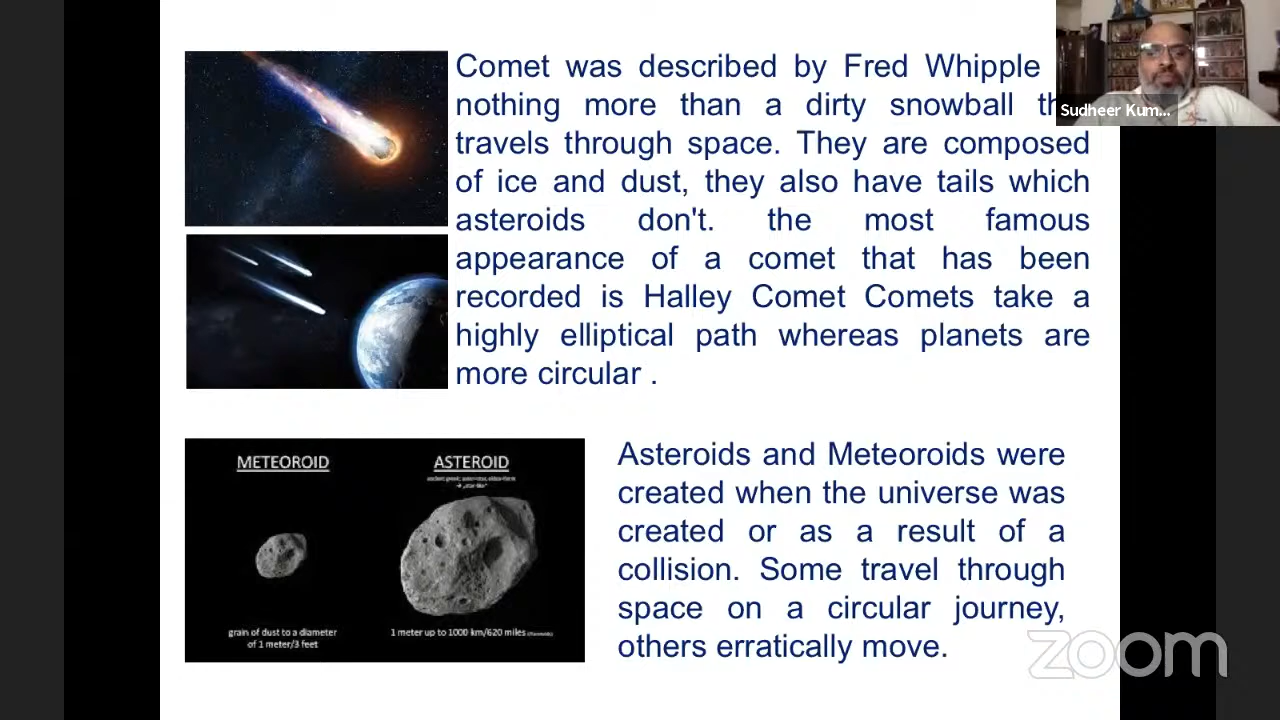 Comet was described by Fred Whipple
nothing more than a dirty snowball
travels through space. They are composed
of ice and dust, they also have tails which
asteroids don't. the most famous
appearance of a comet that has been
recorded is Halley Comet Comets take a
highly elliptical path whereas planets are
more circular .
Sudheer Kum...
METEOROID
ASTEROID
grain of dust to a diameter
of 1 meter/3 feet
1 meter up to 1000 km/620 miles
Asteroids and Meteoroids were
created when the universe was
created or as a result of a
collision. Some travel through
space on a circular journey,
others erratically move.
zoom